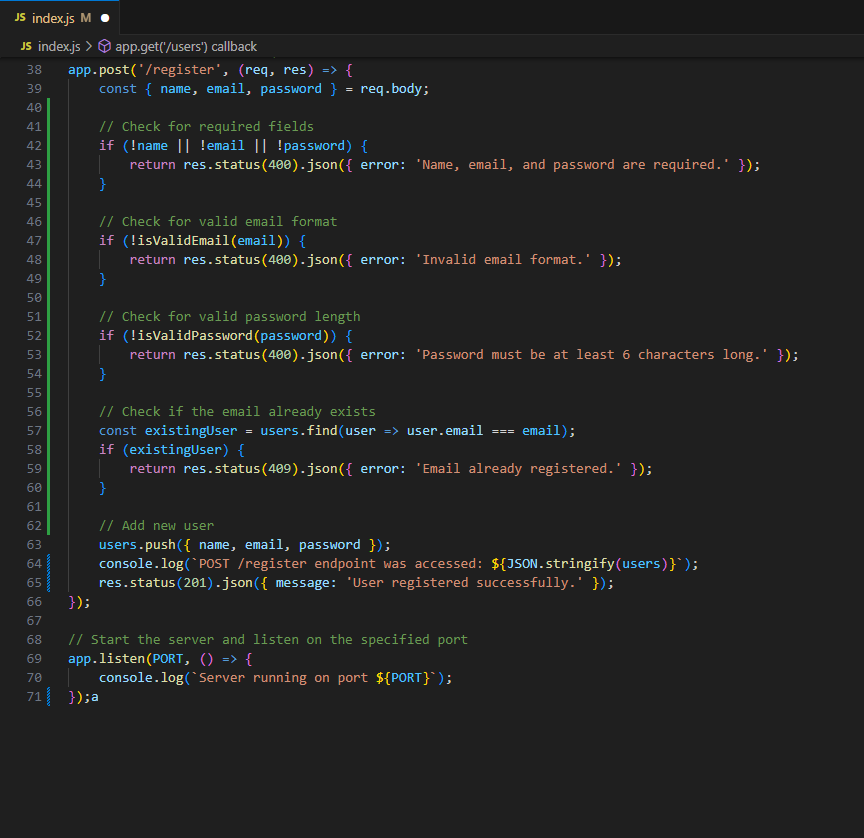 JS index.js M
JS index.js > app.get('/users') callback
38 app.post('/register', (req, res) => {
39     const { name, email, password } = req.body;
40
41     // Check for required fields
42     if (!name || !email || !password) {
43         return res.status(400).json({ error: 'Name, email, and password are required.' });
44     }
45
46     // Check for valid email format
47     if (!isValidEmail(email)) {
48         return res.status(400).json({ error: 'Invalid email format.' });
49     }
50
51     // Check for valid password length
52     if (!isValidPassword(password)) {
53         return res.status(400).json({ error: 'Password must be at least 6 characters long.' });
54     }
55
56     // Check if the email already exists
57     const existingUser = users.find(user => user.email === email);
58     if (existingUser) {
59         return res.status(409).json({ error: 'Email already registered.' });
60     }
61
62     // Add new user
63     users.push({ name, email, password });
64     console.log(`POST /register endpoint was accessed: ${JSON.stringify(users)}`);
65     res.status(201).json({ message: 'User registered successfully.' });
66 });
67
68 // Start the server and listen on the specified port
69 app.listen(PORT, () => {
70     console.log(`Server running on port ${PORT}`);
71 });a